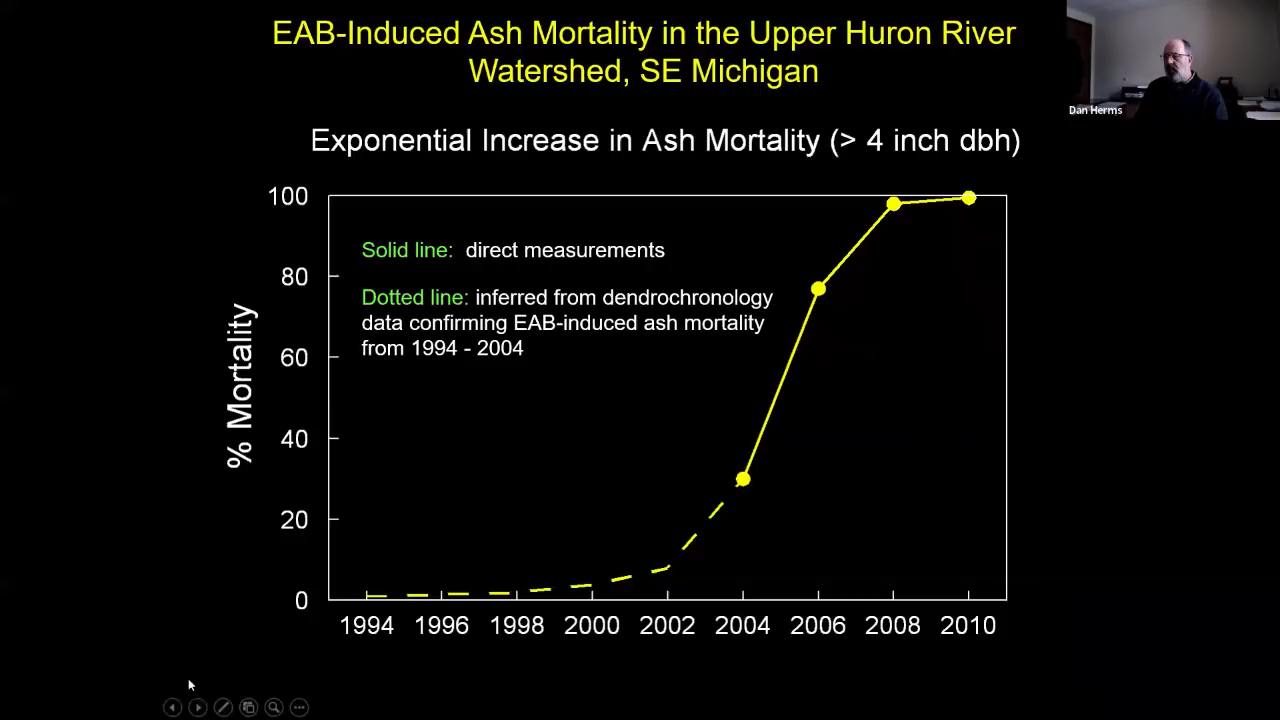 EAB-Induced Ash Mortality in the Upper Huron River
Watershed, SE Michigan
Dan Herms
Exponential Increase in Ash Mortality (> 4 inch dbh)
% Mortality
100
80
60
40
20
0
Solid line: direct measurements
Dotted line: inferred from dendrochronology
data confirming EAB-induced ash mortality
from 1994 - 2004
1994 1996 1998 2000 2002 2004 2006 2008 2010